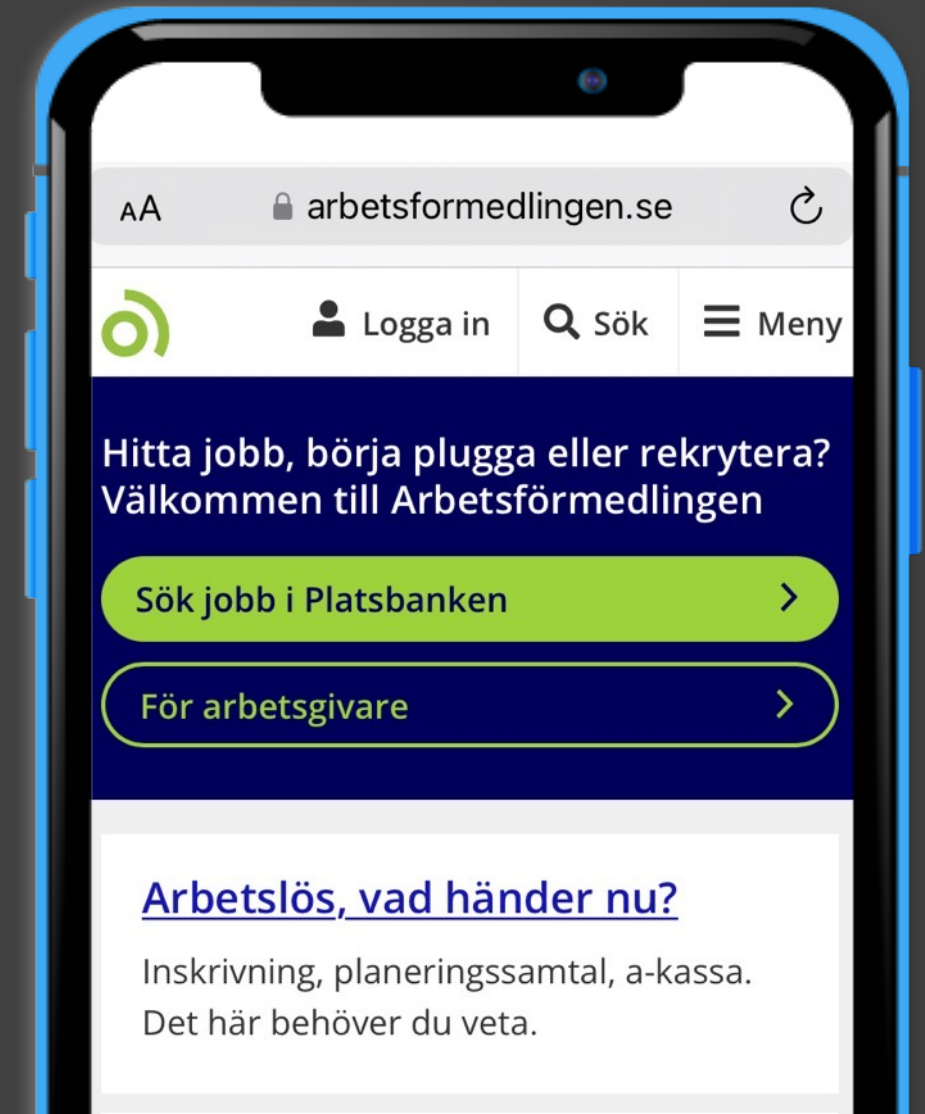 AA arbetsformedlingen.se
Logga in Sök Meny
Hitta jobb, börja plugga eller rekrytera?
Välkommen till Arbetsförmedlingen
Sök jobb i Platsbanken
För arbetsgivare
Arbetslös, vad händer nu?
Inskrivning, planeringssamtal, a-kassa.
Det här behöver du veta.